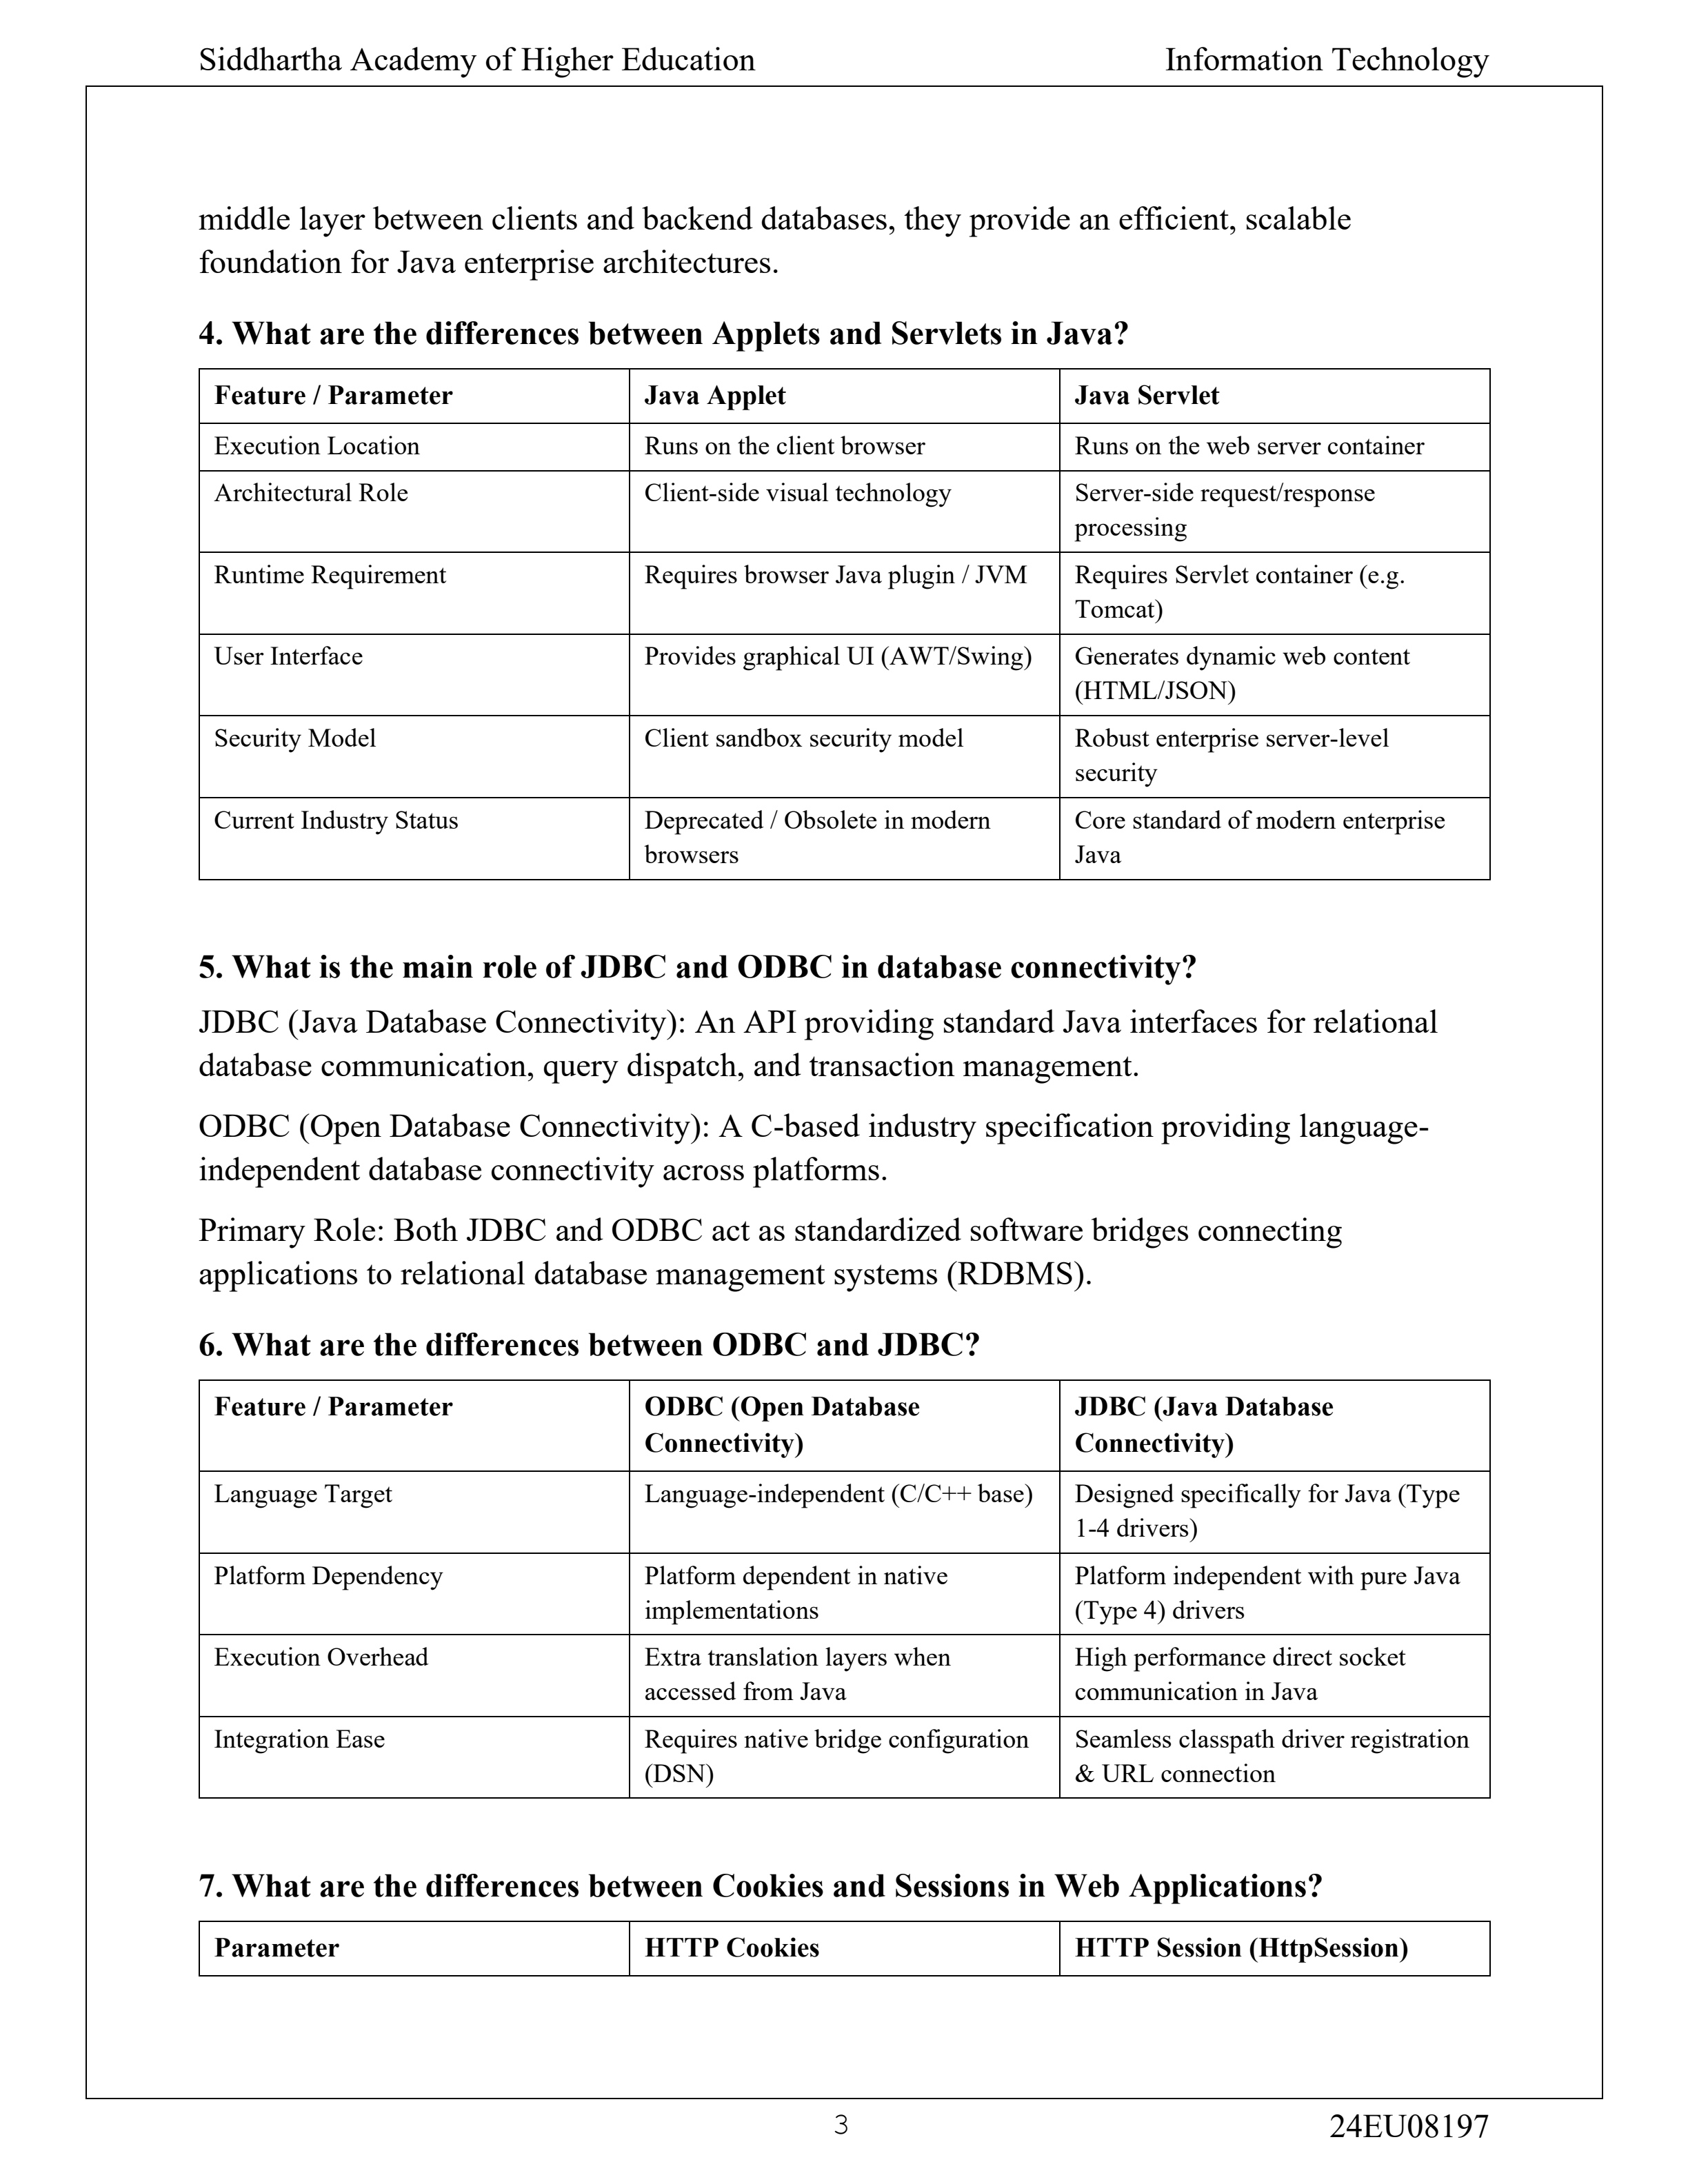 Siddhartha Academy of Higher Education Information Technology
middle layer between clients and backend databases, they provide an efficient, scalable
foundation for Java enterprise architectures.
4. What are the differences between Applets and Servlets in Java?
Feature / Parameter Java Applet Java Servlet
Execution Location Runs on the client browser Runs on the web server container
Architectural Role Client-side visual technology Server-side request/response
processing
Runtime Requirement Requires browser Java plugin / JVM Requires Servlet container (e.g.
Tomcat)
User Interface Provides graphical UI (AWT/Swing) Generates dynamic web content
(HTML/JSON)
Security Model Client sandbox security model Robust enterprise server-level
security
Current Industry Status Deprecated / Obsolete in modern Core standard of modern enterprise
browsers Java
5. What is the main role of JDBC and ODBC in database connectivity?
JDBC (Java Database Connectivity): An API providing standard Java interfaces for relational
database communication, query dispatch, and transaction management.
ODBC (Open Database Connectivity): A C-based industry specification providing language-
independent database connectivity across platforms.
Primary Role: Both JDBC and ODBC act as standardized software bridges connecting
applications to relational database management systems (RDBMS).
6. What are the differences between ODBC and JDBC?
Feature / Parameter ODBC (Open Database JDBC (Java Database
Connectivity) Connectivity)
Language Target Language-independent (C/C++ base) Designed specifically for Java (Type
1-4 drivers)
Platform Dependency Platform dependent in native Platform independent with pure Java
implementations (Type 4) drivers
Execution Overhead Extra translation layers when High performance direct socket
accessed from Java communication in Java
Integration Ease Requires native bridge configuration Seamless classpath driver registration
(DSN) & URL connection
7. What are the differences between Cookies and Sessions in Web Applications?
Parameter HTTP Cookies HTTP Session (HttpSession)
3 24EU08197